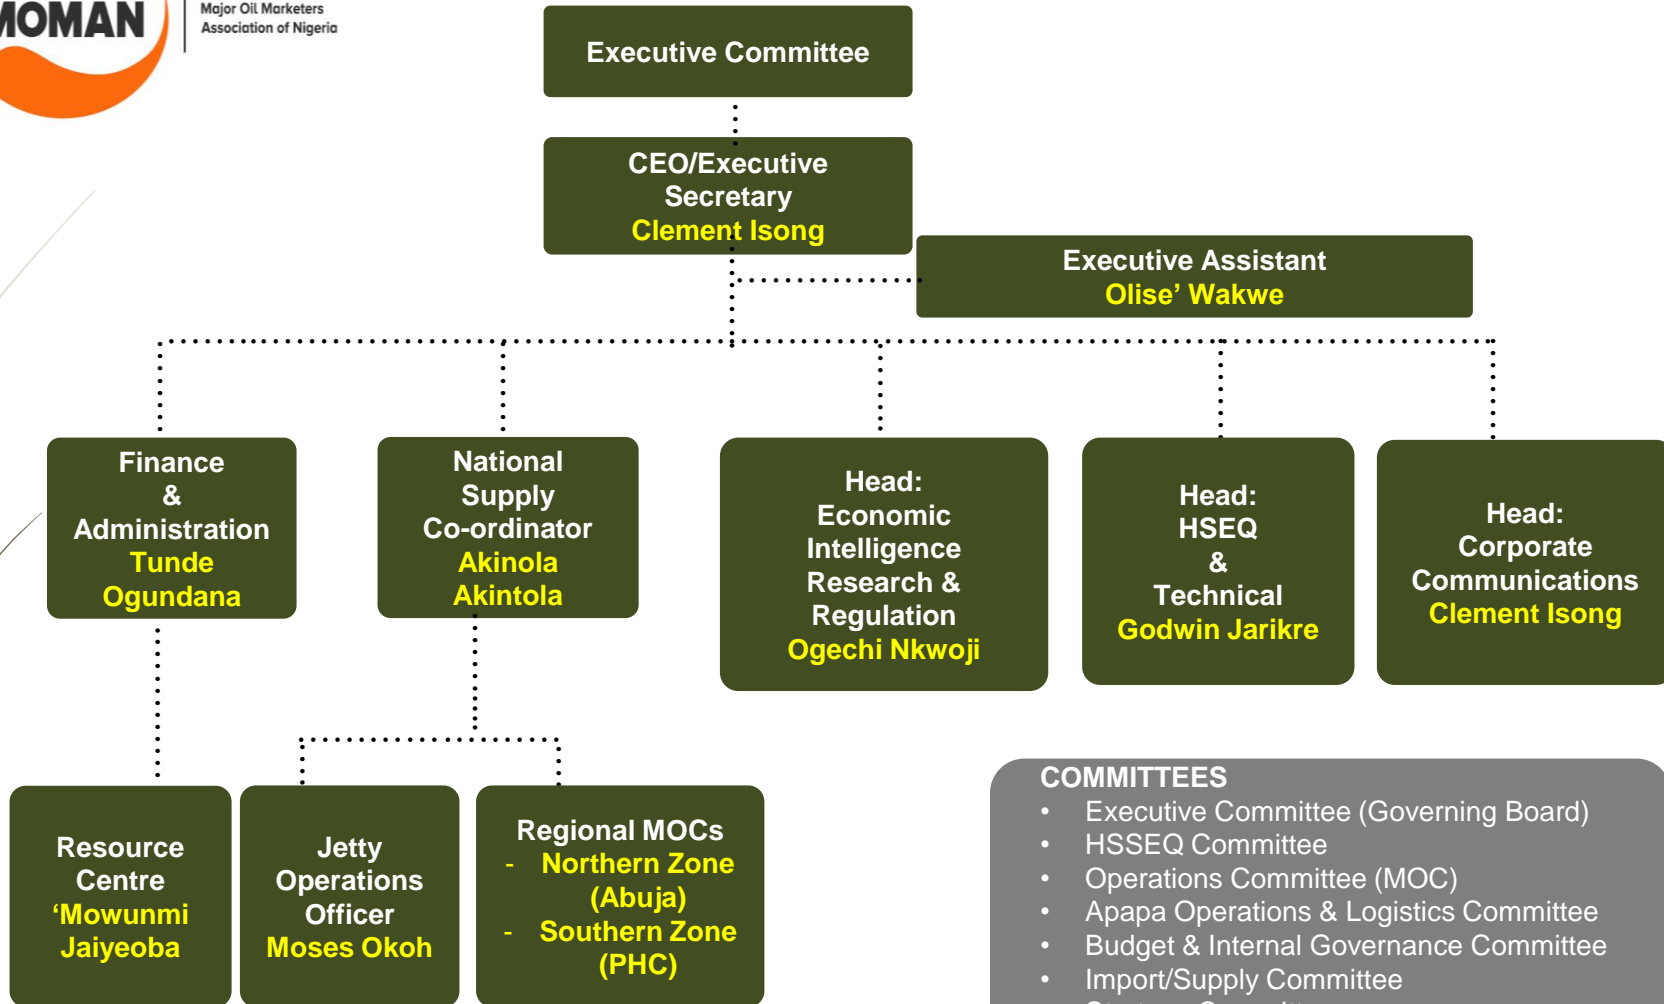 MOMAN
Major Oil Marketers
Association of Nigeria
Executive Committee
CEO/Executive
Secretary
Clement Isong
Executive Assistant
Olise’ Wakwe
Finance
&
Administration
Tunde
Ogundana
National
Supply
Co-ordinator
Akinola
Akintola
Head:
Economic
Intelligence
Research &
Regulation
Ogechi Nkwoji
Head:
HSEQ
&
Technical
Godwin Jarikre
Head:
Corporate
Communications
Clement Isong
Resource
Centre
‘Mowunmi
Jaiyeoba
Jetty
Operations
Officer
Moses Okoh
Regional MOCs
- Northern Zone
(Abuja)
- Southern Zone
(PHC)
COMMITTEES
• Executive Committee (Governing Board)
• HSSEQ Committee
• Operations Committee (MOC)
• Apapa Operations & Logistics Committee
• Budget & Internal Governance Committee
• Import/Supply Committee